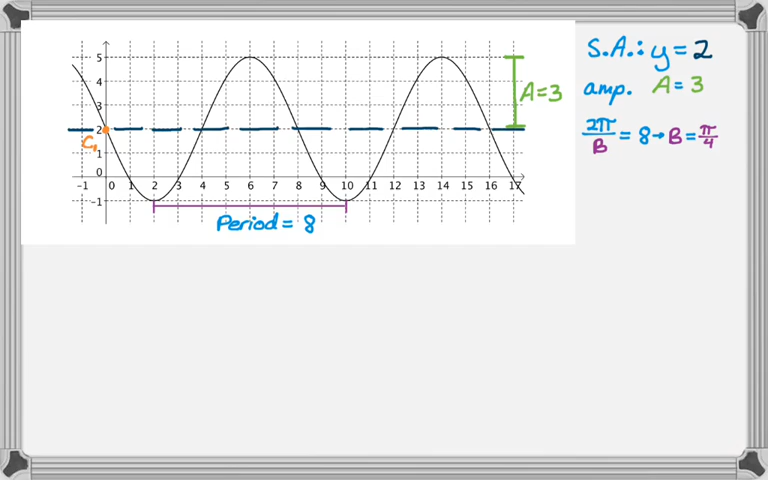 5
4
3
2
C₁
1
0
-1 0 1 2 3 4 5 6 7 8 9 10 11 12 13 14 15 16 17
-1
Period = 8
A=3
S.A.: y = 2
amp. A = 3
2π/B = 8 → B = π/4